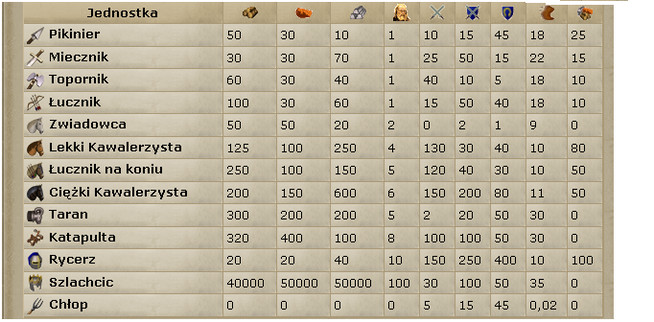 Jednostka
Pikinier 50 30 10 1 10 15 45 18 25
Miecznik 30 30 70 1 25 50 15 22 15
Topornik 60 30 40 1 40 10 5 18 10
Łucznik 100 30 60 1 15 50 40 18 10
Zwiadowca 50 50 20 2 0 2 1 9 0
Lekki Kawalerzysta 125 100 250 4 130 30 40 10 80
Łucznik na koniu 250 100 150 5 120 40 30 10 50
Ciężki Kawalerzysta 200 150 600 6 150 200 80 11 50
Taran 300 200 200 5 2 20 50 30 0
Katapulta 320 400 100 8 100 100 50 30 0
Rycerz 20 20 40 10 150 250 400 10 100
Szlachcic 40000 50000 50000 100 30 100 50 35 0
Chłop 0 0 0 0 5 15 45 0,02 0